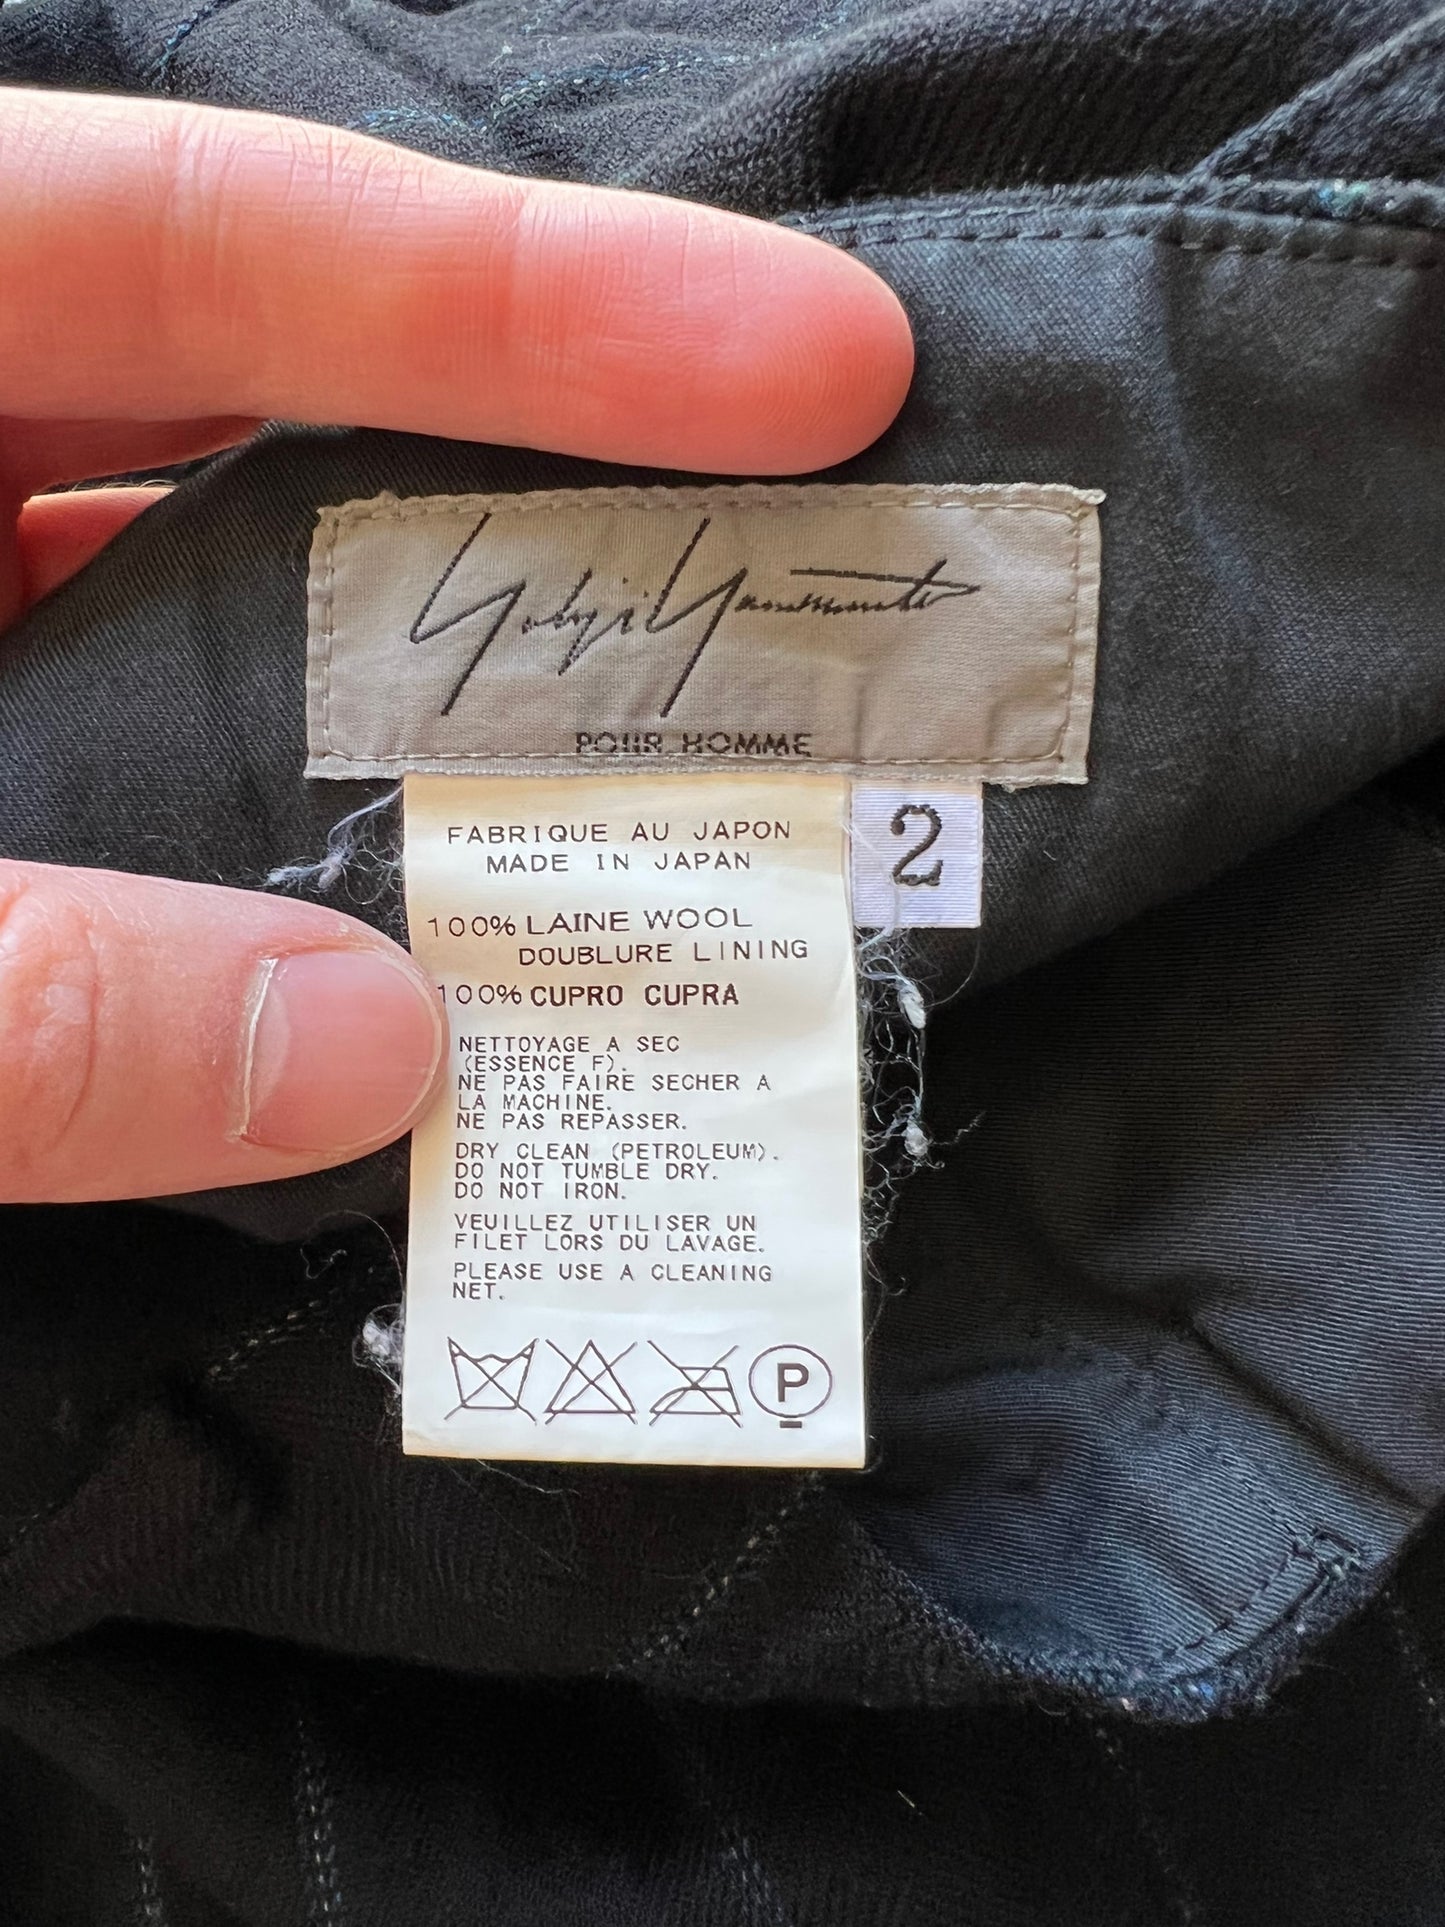 Yohji Yamamoto
POUR HOMME
2
FABRIQUE AU JAPON
MADE IN JAPAN
100% LAINE WOOL
DOUBLURE LINING
100% CUPRO CUPRA
NETTOYAGE A SEC
(ESSENCE F).
NE PAS FAIRE SECHER A
LA MACHINE.
NE PAS REPASSER.
DRY CLEAN (PETROLEUM).
DO NOT TUMBLE DRY.
DO NOT IRON.
VEUILLEZ UTILISER UN
FILET LORS DU LAVAGE.
PLEASE USE A CLEANING
NET.
P